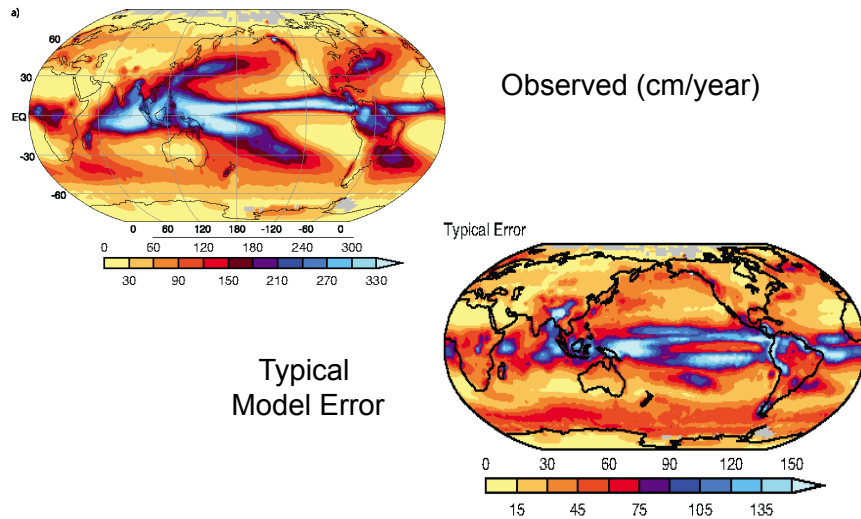 a)
60
30
EQ
-30
-60
0 60 120 180 -120 -60 0
0 60 120 180 240 300
30 90 150 210 270 330
Observed (cm/year)
Typical Error
Typical
Model Error
0 30 60 90 120 150
15 45 75 105 135